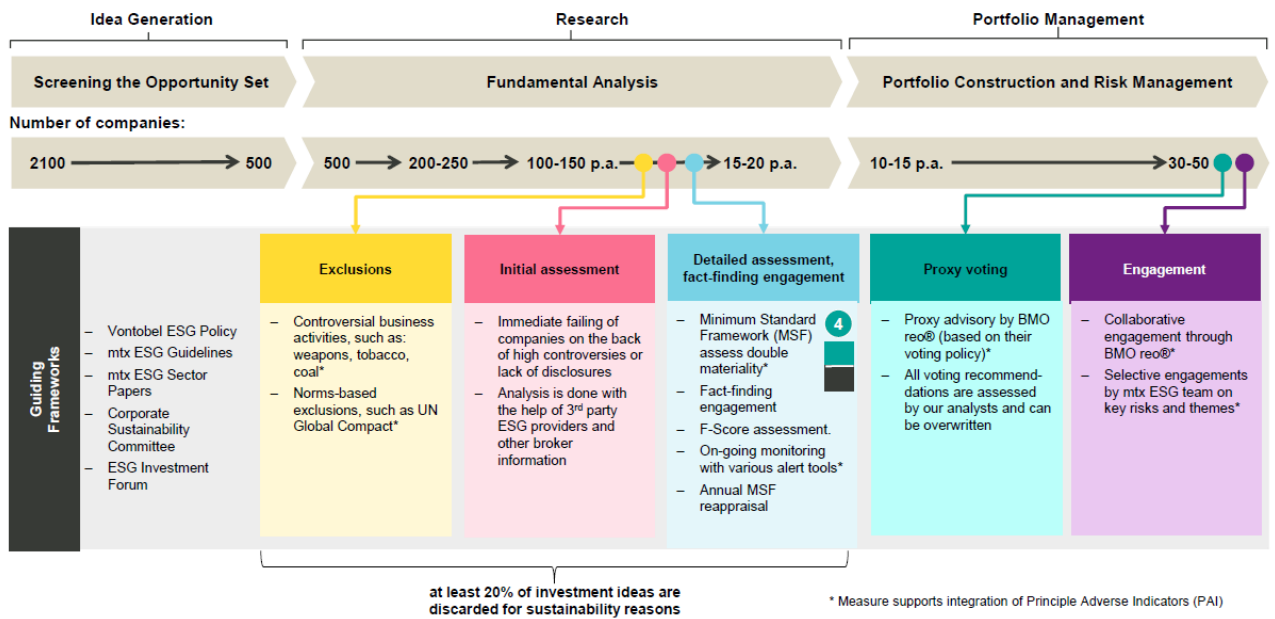 Idea Generation
Research
Portfolio Management
Screening the Opportunity Set
Fundamental Analysis
Portfolio Construction and Risk Management
Number of companies:
2100
500
500
200-250
100-150 p.a.
15-20 p.a.
10-15 p.a.
30-50
Guiding
Frameworks
– Vontobel ESG Policy
– mtx ESG Guidelines
– mtx ESG Sector
Papers
– Corporate
Sustainability
Committee
– ESG Investment
Forum
Exclusions
– Controversial business
activities, such as:
weapons, tobacco,
coal*
– Norms-based
exclusions, such as UN
Global Compact*
Initial assessment
– Immediate failing of
companies on the back
of high controversies or
lack of disclosures
– Analysis is done with
the help of 3rd party
ESG providers and
other broker
information
Detailed assessment,
fact-finding engagement
– Minimum Standard
Framework (MSF)
assess double
materiality*
4
– Fact-finding
engagement
– F-Score assessment.
– On-going monitoring
with various alert tools*
– Annual MSF
reappraisal
Proxy voting
– Proxy advisory by BMO
reo® (based on their
voting policy)*
– All voting recommen-
dations are assessed
by our analysts and can
be overwritten
Engagement
– Collaborative
engagement through
BMO reo®*
– Selective engagements
by mtx ESG team on
key risks and themes*
at least 20% of investment ideas are
discarded for sustainability reasons
* Measure supports integration of Principle Adverse Indicators (PAI)